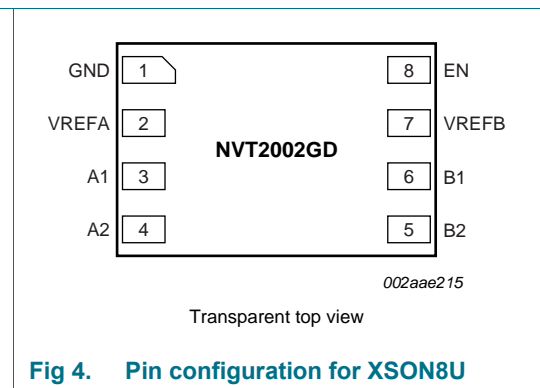 GND 1 8 EN
VREFA 2 7 VREFB
NVT2002GD
A1 3 6 B1
A2 4 5 B2
002aae215
Transparent top view
Fig 4. Pin configuration for XSON8U